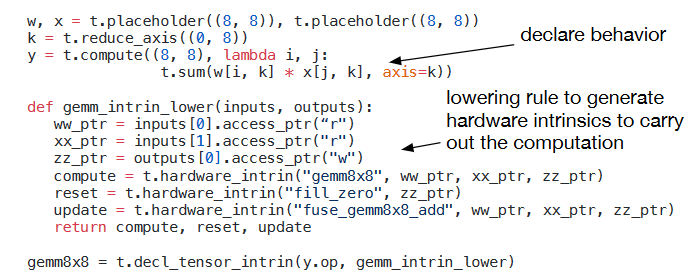 w, x = t.placeholder((8, 8)), t.placeholder((8, 8))
k = t.reduce_axis((0, 8))
y = t.compute((8, 8), lambda i, j:
t.sum(w[i, k] * x[j, k], axis=k))
declare behavior
def gemm_intrin_lower(inputs, outputs):
ww_ptr = inputs[0].access_ptr(“r")
xx_ptr = inputs[1].access_ptr("r")
zz_ptr = outputs[0].access_ptr("w")
compute = t.hardware_intrin("gemm8x8", ww_ptr, xx_ptr, zz_ptr)
reset = t.hardware_intrin("fill_zero", zz_ptr)
update = t.hardware_intrin("fuse_gemm8x8_add", ww_ptr, xx_ptr, zz_ptr)
return compute, reset, update
lowering rule to generate
hardware intrinsics to carry
out the computation
gemm8x8 = t.decl_tensor_intrin(y.op, gemm_intrin_lower)